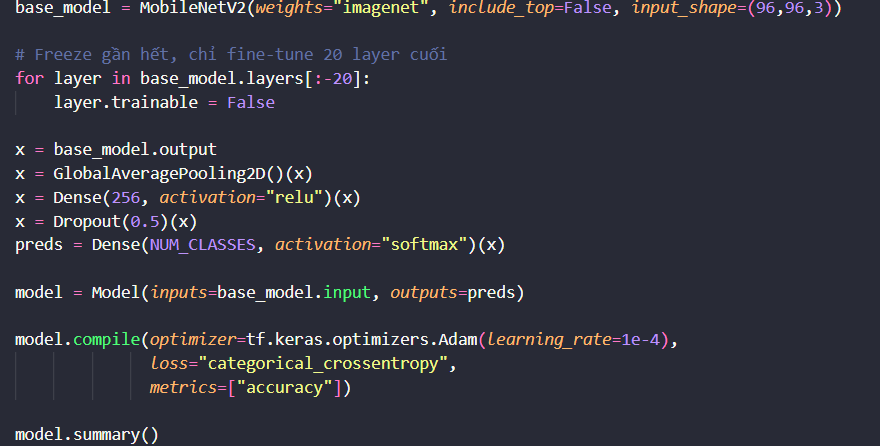 base_model = MobileNetV2(weights="imagenet", include_top=False, input_shape=(96,96,3))
# Freeze gần hết, chỉ fine-tune 20 layer cuối
for layer in base_model.layers[:-20]:
    layer.trainable = False
x = base_model.output
x = GlobalAveragePooling2D()(x)
x = Dense(256, activation="relu")(x)
x = Dropout(0.5)(x)
preds = Dense(NUM_CLASSES, activation="softmax")(x)
model = Model(inputs=base_model.input, outputs=preds)
model.compile(optimizer=tf.keras.optimizers.Adam(learning_rate=1e-4),
              loss="categorical_crossentropy",
              metrics=["accuracy"])
model.summary()